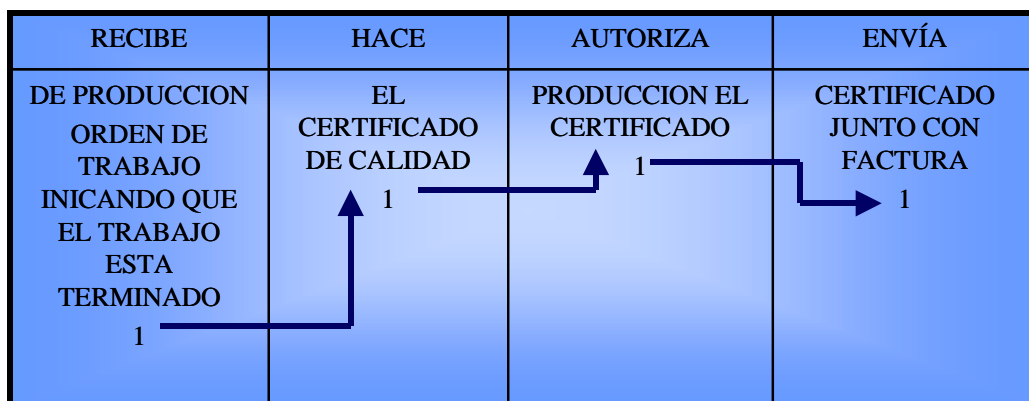 RECIBE
HACE
AUTORIZA
ENVÍA
DE PRODUCCION
ORDEN DE
TRABAJO
INICANDO QUE
EL TRABAJO
ESTA
TERMINADO
1
EL
CERTIFICADO
DE CALIDAD
1
PRODUCCION EL
CERTIFICADO
1
CERTIFICADO
JUNTO CON
FACTURA
1